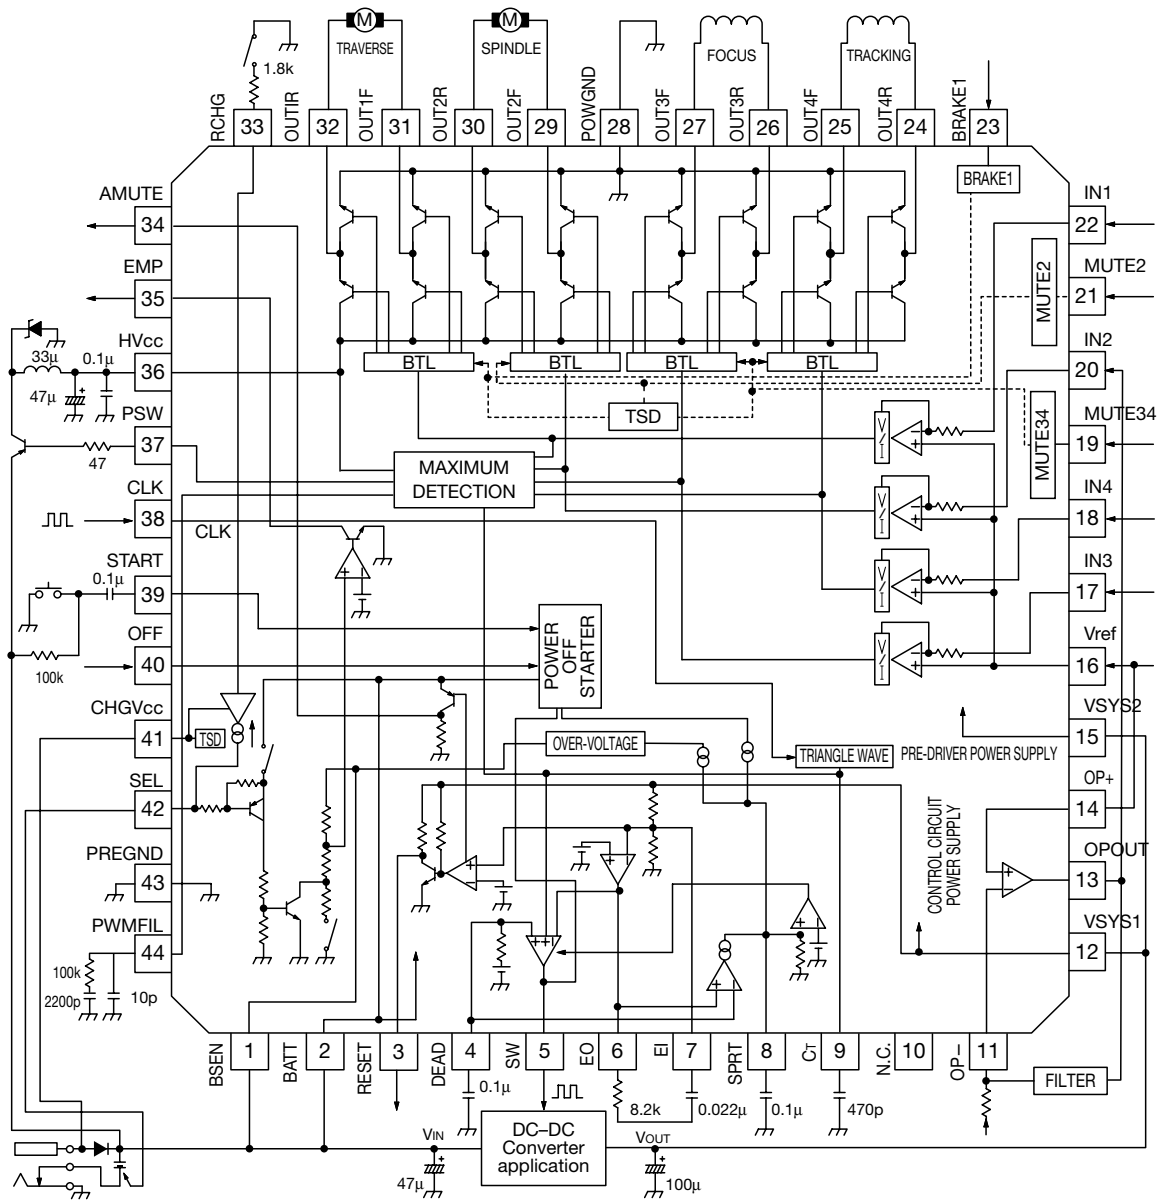 M
TRAVERSE
M
SPINDLE
FOCUS
TRACKING
1.8k
RCHG
OUTIR
OUT1F
OUT2R
OUT2F
POWGND
OUT3F
OUT3R
OUT4F
OUT4R
BRAKE1
33
32
31
30
29
28
27
26
25
24
23
BRAKE1
AMUTE
34
IN1
22
EMP
35
MUTE2
21
MUTE2
33μ
0.1μ
47μ
HVcc
36
IN2
20
BTL
BTL
BTL
BTL
TSD
PSW
37
47
MUTE34
19
MUTE34
MAXIMUM
DETECTION
V/I
− +
CLK
38
CLK
IN4
18
V/I
− +
START
0.1μ
39
IN3
17
V/I
− +
+ −
OFF
40
100k
POWER
OFF
STARTER
Vref
16
V/I
− +
CHGVcc
41
TSD
OVER-VOLTAGE
TRIANGLE WAVE
PRE-DRIVER POWER SUPPLY
VSYS2
15
SEL
42
OP+
14
CONTROL CIRCUIT
POWER SUPPLY
PREGND
43
+ −
+ −
+ −
OPOUT
13
PWMFIL
44
100k
2200p
10p
+ + −
+ −
+ −
VSYS1
12
BSEN
1
BATT
2
RESET
3
DEAD
4
SW
5
EO
6
EI
7
SPRT
8
CT
9
N.C.
10
OP−
11
FILTER
0.1μ
8.2k
0.022μ
0.1μ
470p
VIN
47μ
+
DC–DC
Converter
application
VOUT
100μ
+